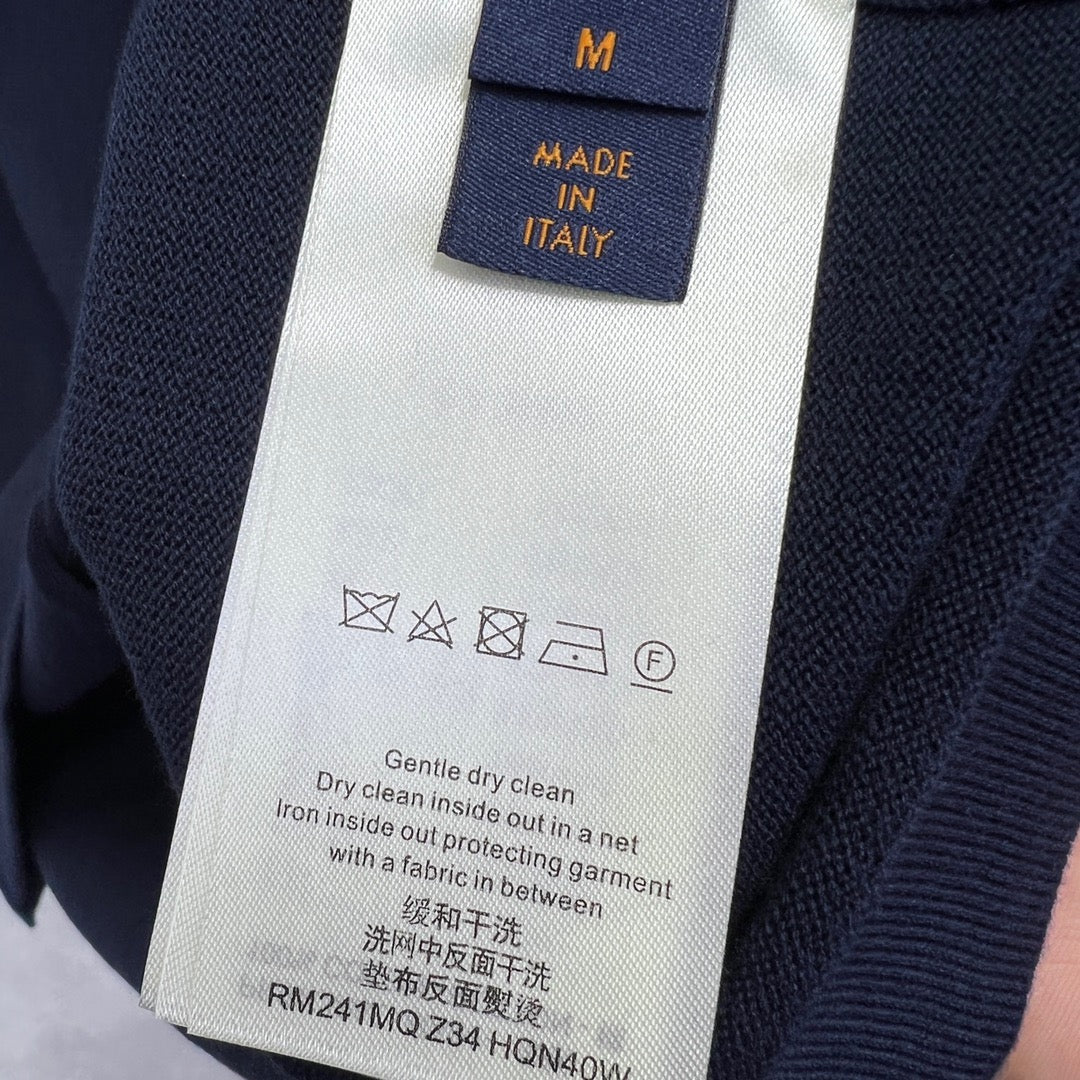 M
MADE
IN
ITALY
F
Gentle dry clean
Dry clean inside out in a net
Iron inside out protecting garment
with a fabric in between
缓和干洗
洗网中反面干洗
垫布反面熨烫
RM241MQ Z34 HQN40W